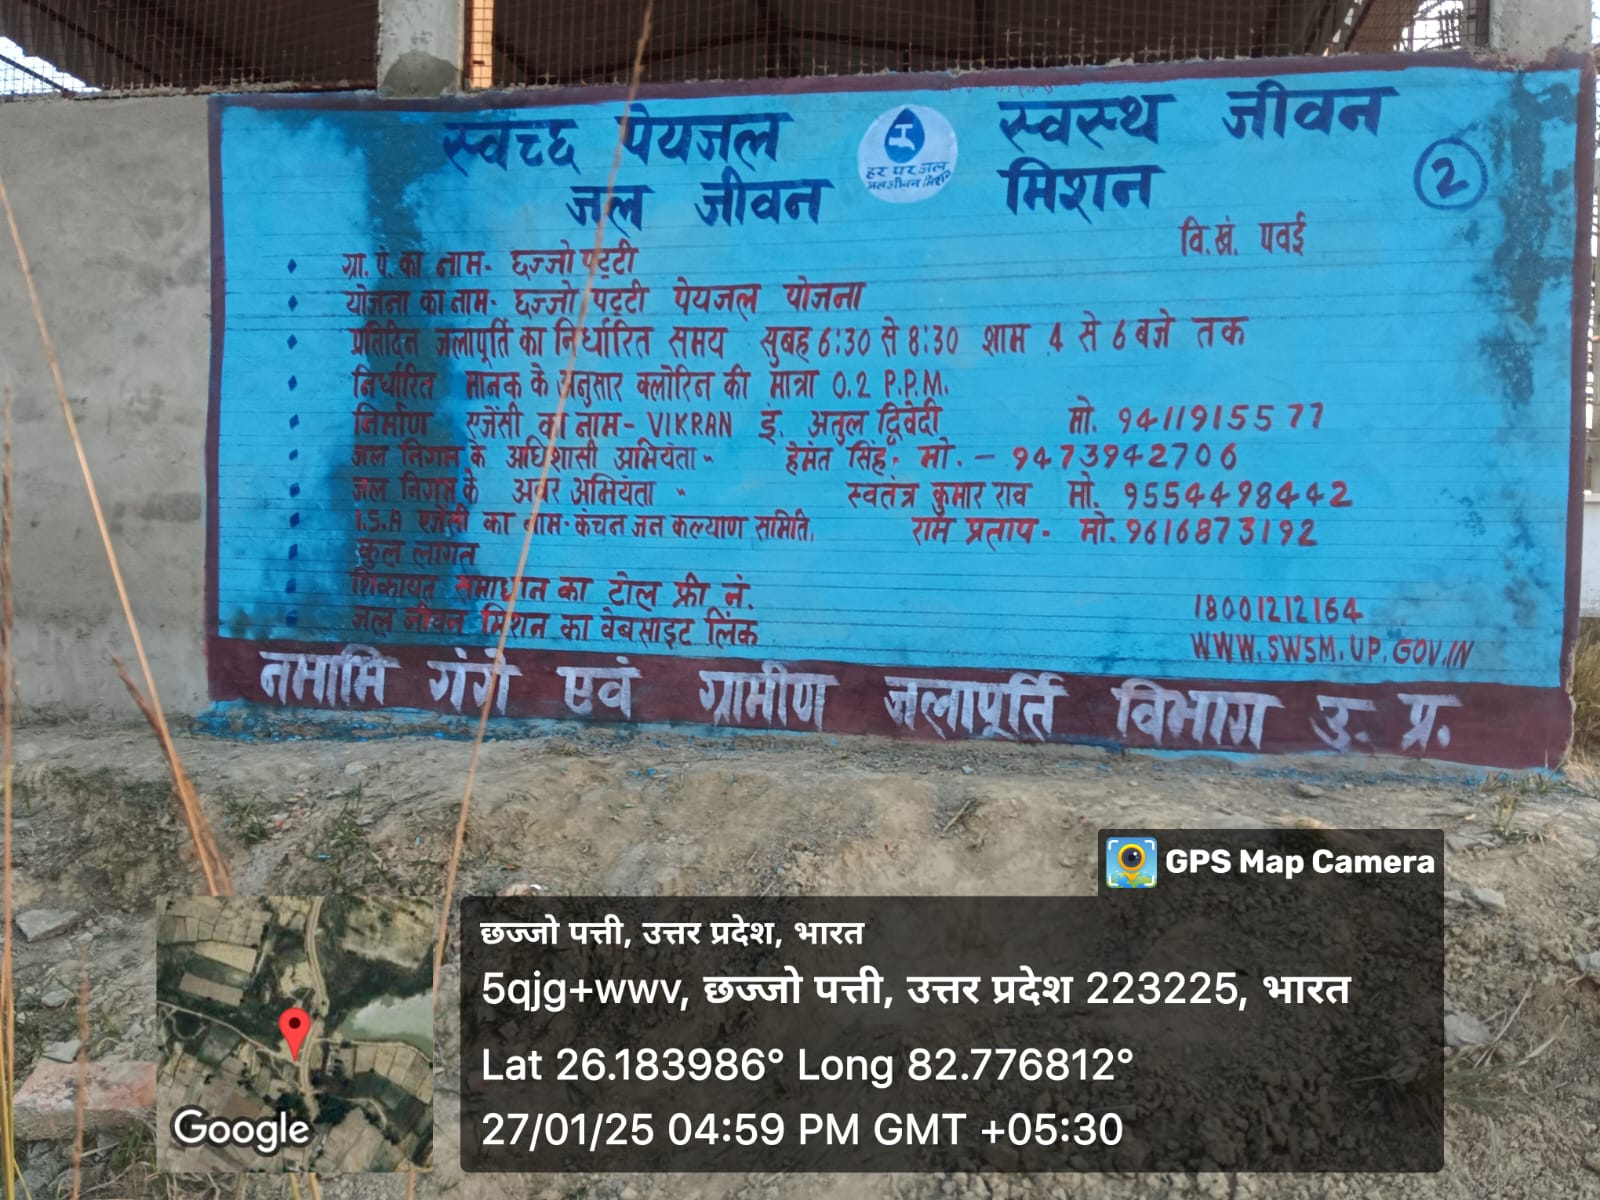 स्वच्छ पेयजल स्वस्थ जीवन
हर घर जल
जल जीवन मिशन
जल जीवन मिशन
2
वि.खं. पवई
ग्रा. पं. का नाम- छज्जो पट्टी
योजना का नाम- छज्जो पट्टी पेयजल योजना
प्रतिदिन जलापूर्ति का निर्धारित समय सुबह 6:30 से 8:30 शाम 4 से 6 बजे तक
निर्धारित मानक के अनुसार क्लोरिन की मात्रा 0.2 P.P.M.
निर्माण एजेंसी का नाम- VIKRAN इं. अतुल द्विवेदी मो. 9411915577
जल निगम के अधिशासी अभियंता - हेमंत सिंह- मो.- 9473942706
जल निगम के अवर अभियंता " स्वतंत्र कुमार राव मो. 9554498442
I.S.A एजेंसी का नाम- कंचन जन कल्याण समिति, राम प्रताप- मो. 9616873192
कुल लागत
शिकायत समाधान का टोल फ्री नं. 18001212164
जल जीवन मिशन का वेबसाइट लिंक WWW.SWSM.UP.GOV.IN
नमामि गंगे एवं ग्रामीण जलापूर्ति विभाग उ. प्र.
GPS Map Camera
छज्जो पत्ती, उत्तर प्रदेश, भारत
5qjg+wwv, छज्जो पत्ती, उत्तर प्रदेश 223225, भारत
Lat 26.183986° Long 82.776812°
27/01/25 04:59 PM GMT +05:30
Google